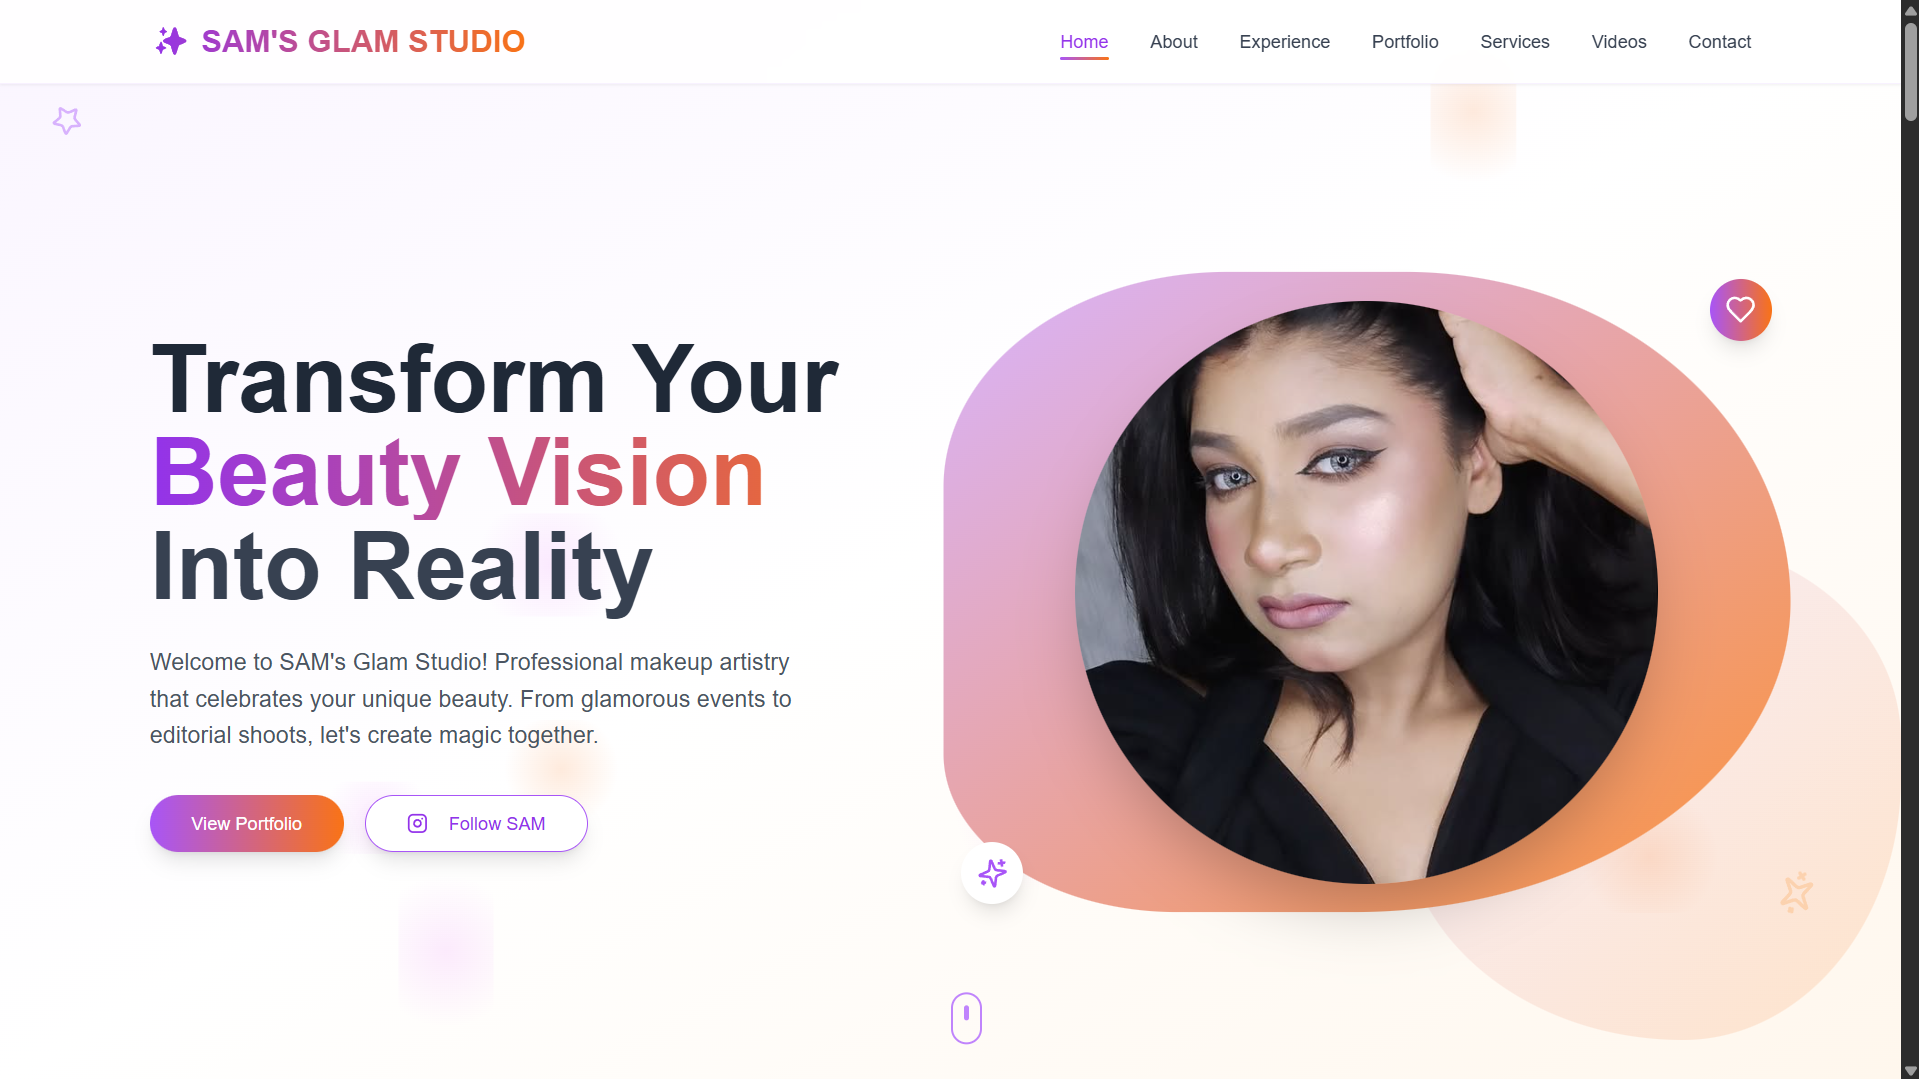 SAM'S GLAM STUDIO
Home
About
Experience
Portfolio
Services
Videos
Contact
Transform Your
Beauty Vision
Into Reality
Welcome to SAM's Glam Studio! Professional makeup artistry
that celebrates your unique beauty. From glamorous events to
editorial shoots, let's create magic together.
View Portfolio
Follow SAM